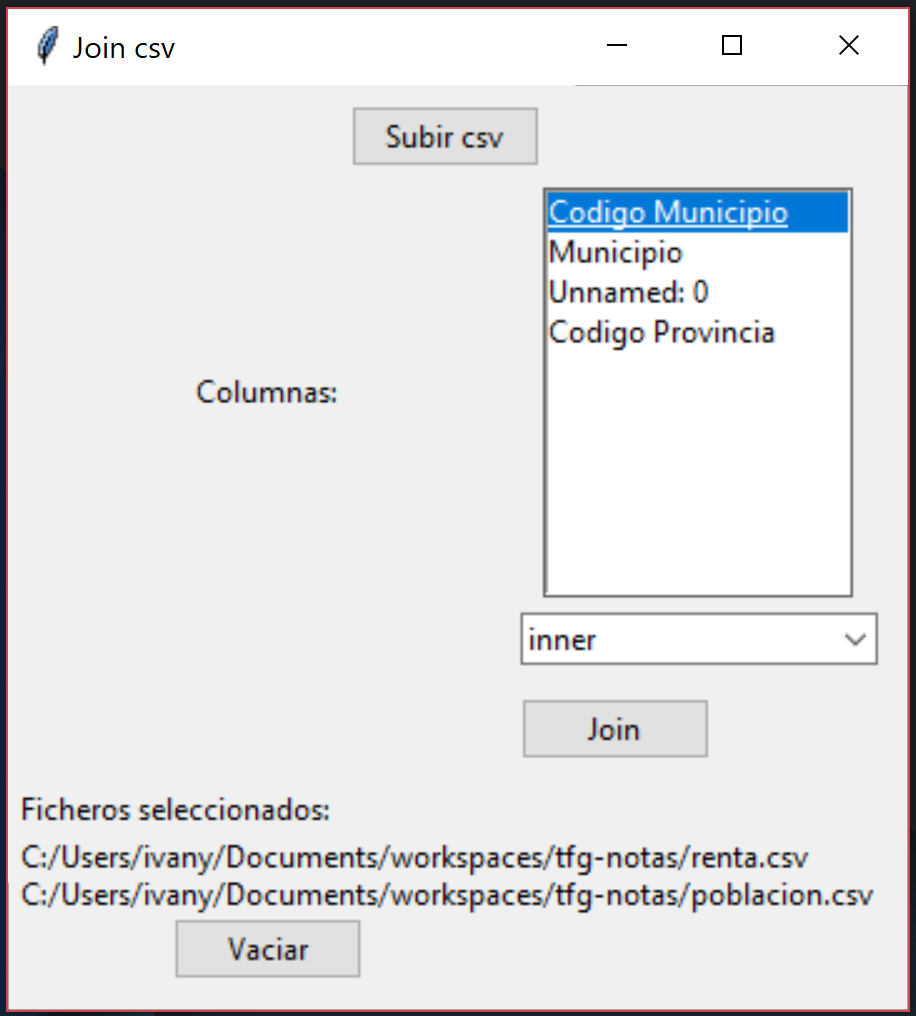 Join csv
Subir csv
Codigo Municipio
Municipio
Unnamed: 0
Codigo Provincia
Columnas:
inner
Join
Ficheros seleccionados:
C:/Users/ivany/Documents/workspaces/tfg-notas/renta.csv
C:/Users/ivany/Documents/workspaces/tfg-notas/poblacion.csv
Vaciar